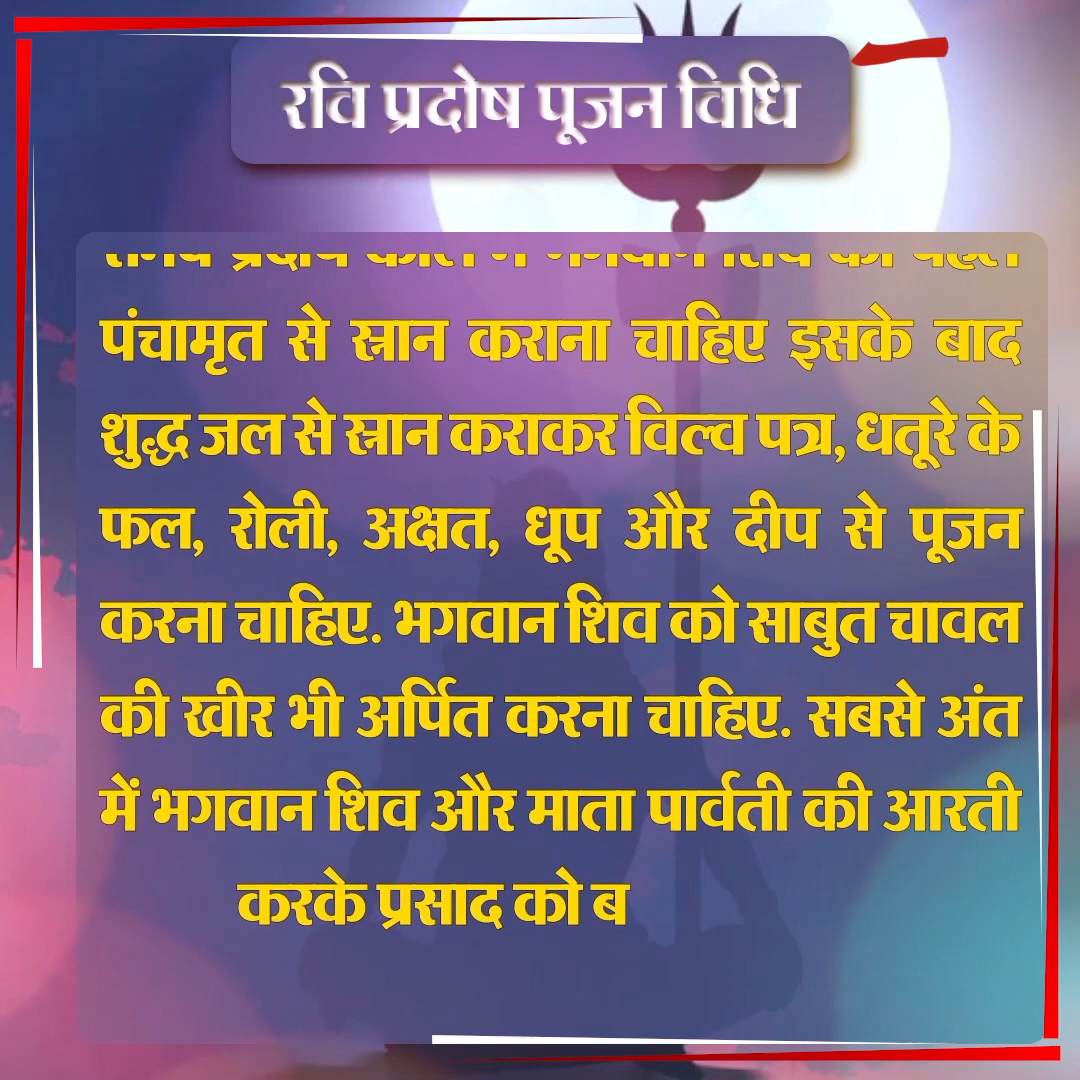 रवि प्रदोष पूजन विधि
पंचामृत से स्नान कराना चाहिए इसके बाद
शुद्ध जल से स्नान कराकर विल्व पत्र, धतूरे के
फल, रोली, अक्षत, धूप और दीप से पूजन
करना चाहिए. भगवान शिव को साबुत चावल
की खीर भी अर्पित करना चाहिए. सबसे अंत
में भगवान शिव और माता पार्वती की आरती
करके प्रसाद को ब